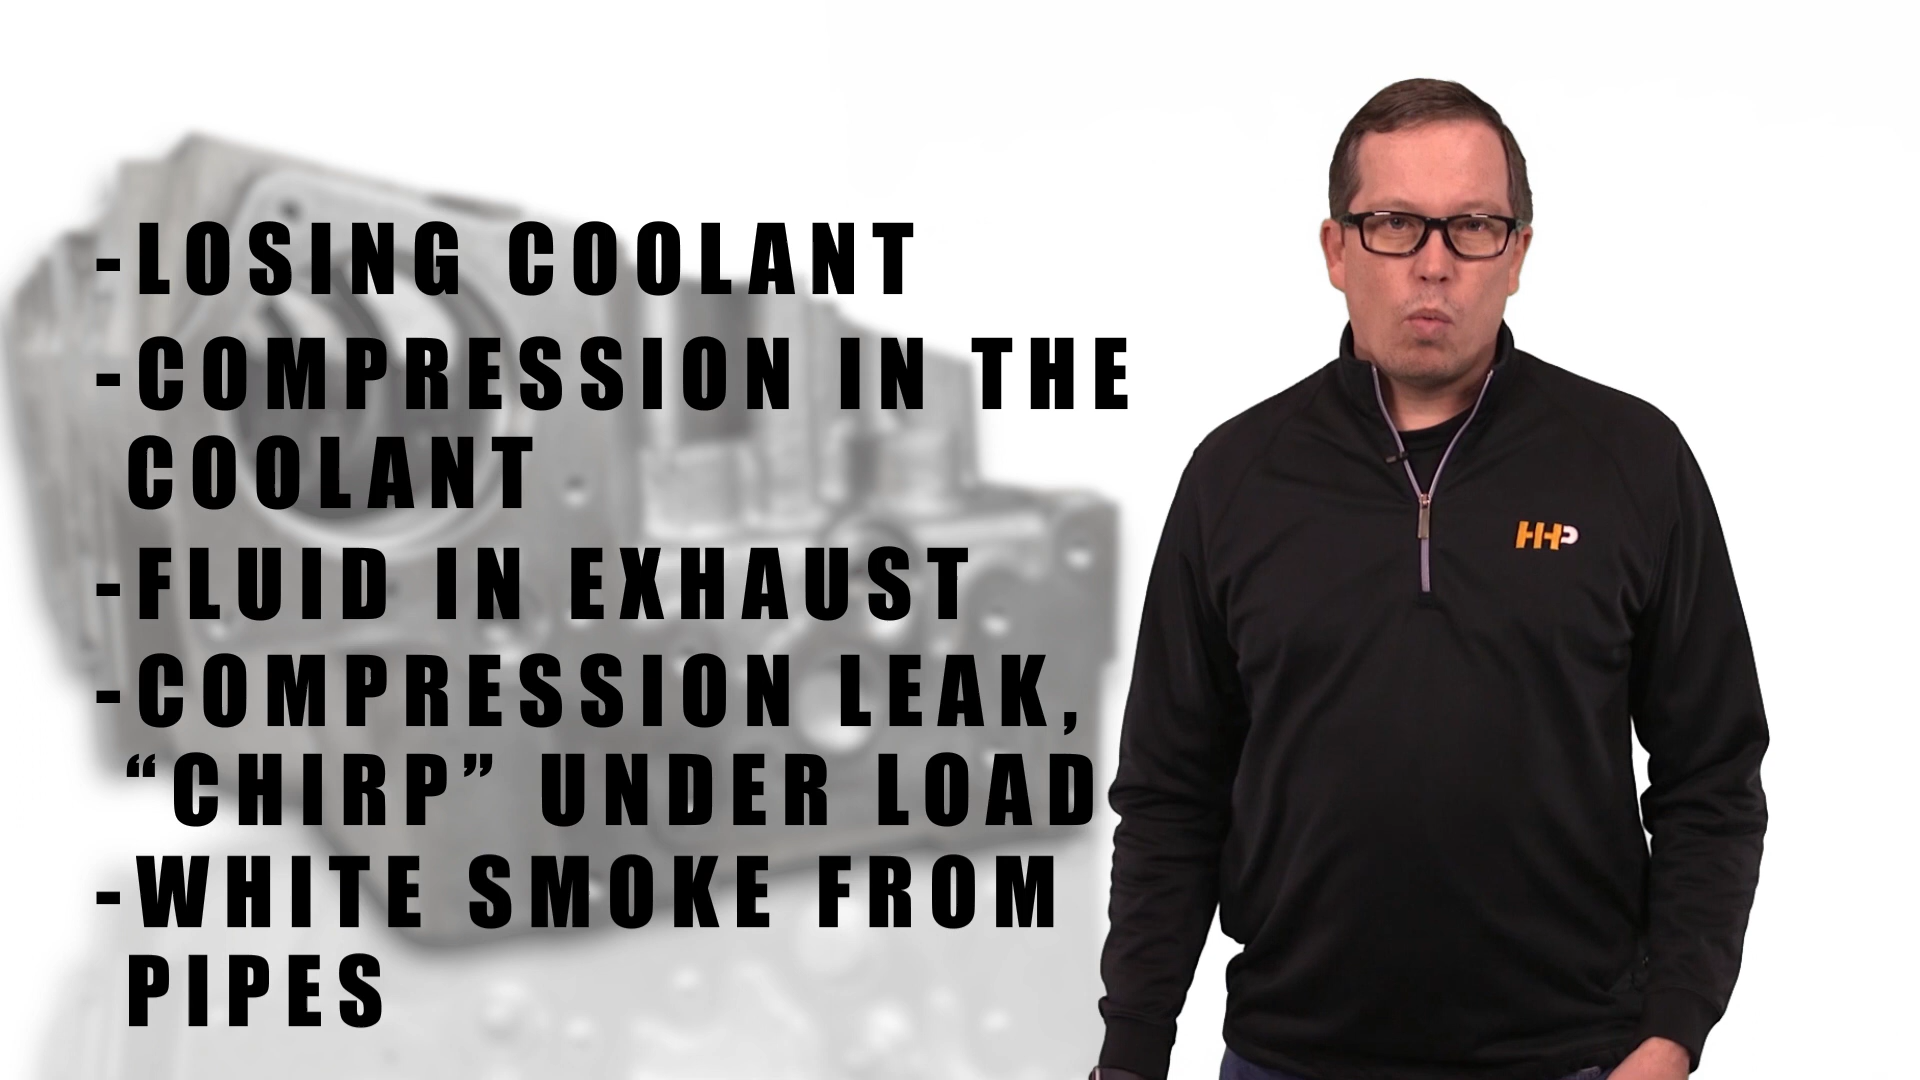 -LOSING COOLANT
-COMPRESSION IN THE
COOLANT
-FLUID IN EXHAUST
-COMPRESSION LEAK,
“CHIRP” UNDER LOAD
-WHITE SMOKE FROM
PIPES
HHP